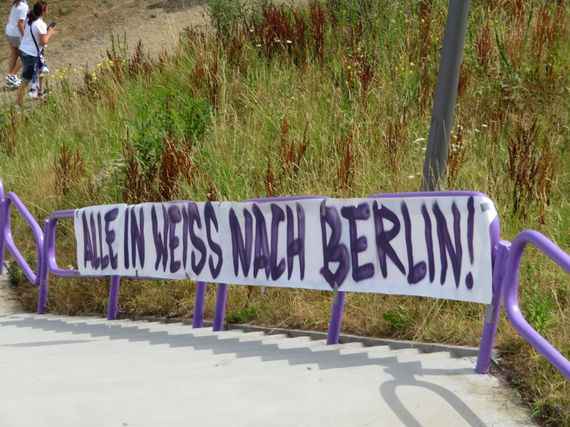 ALLE IN WEISS NACH BERLIN!